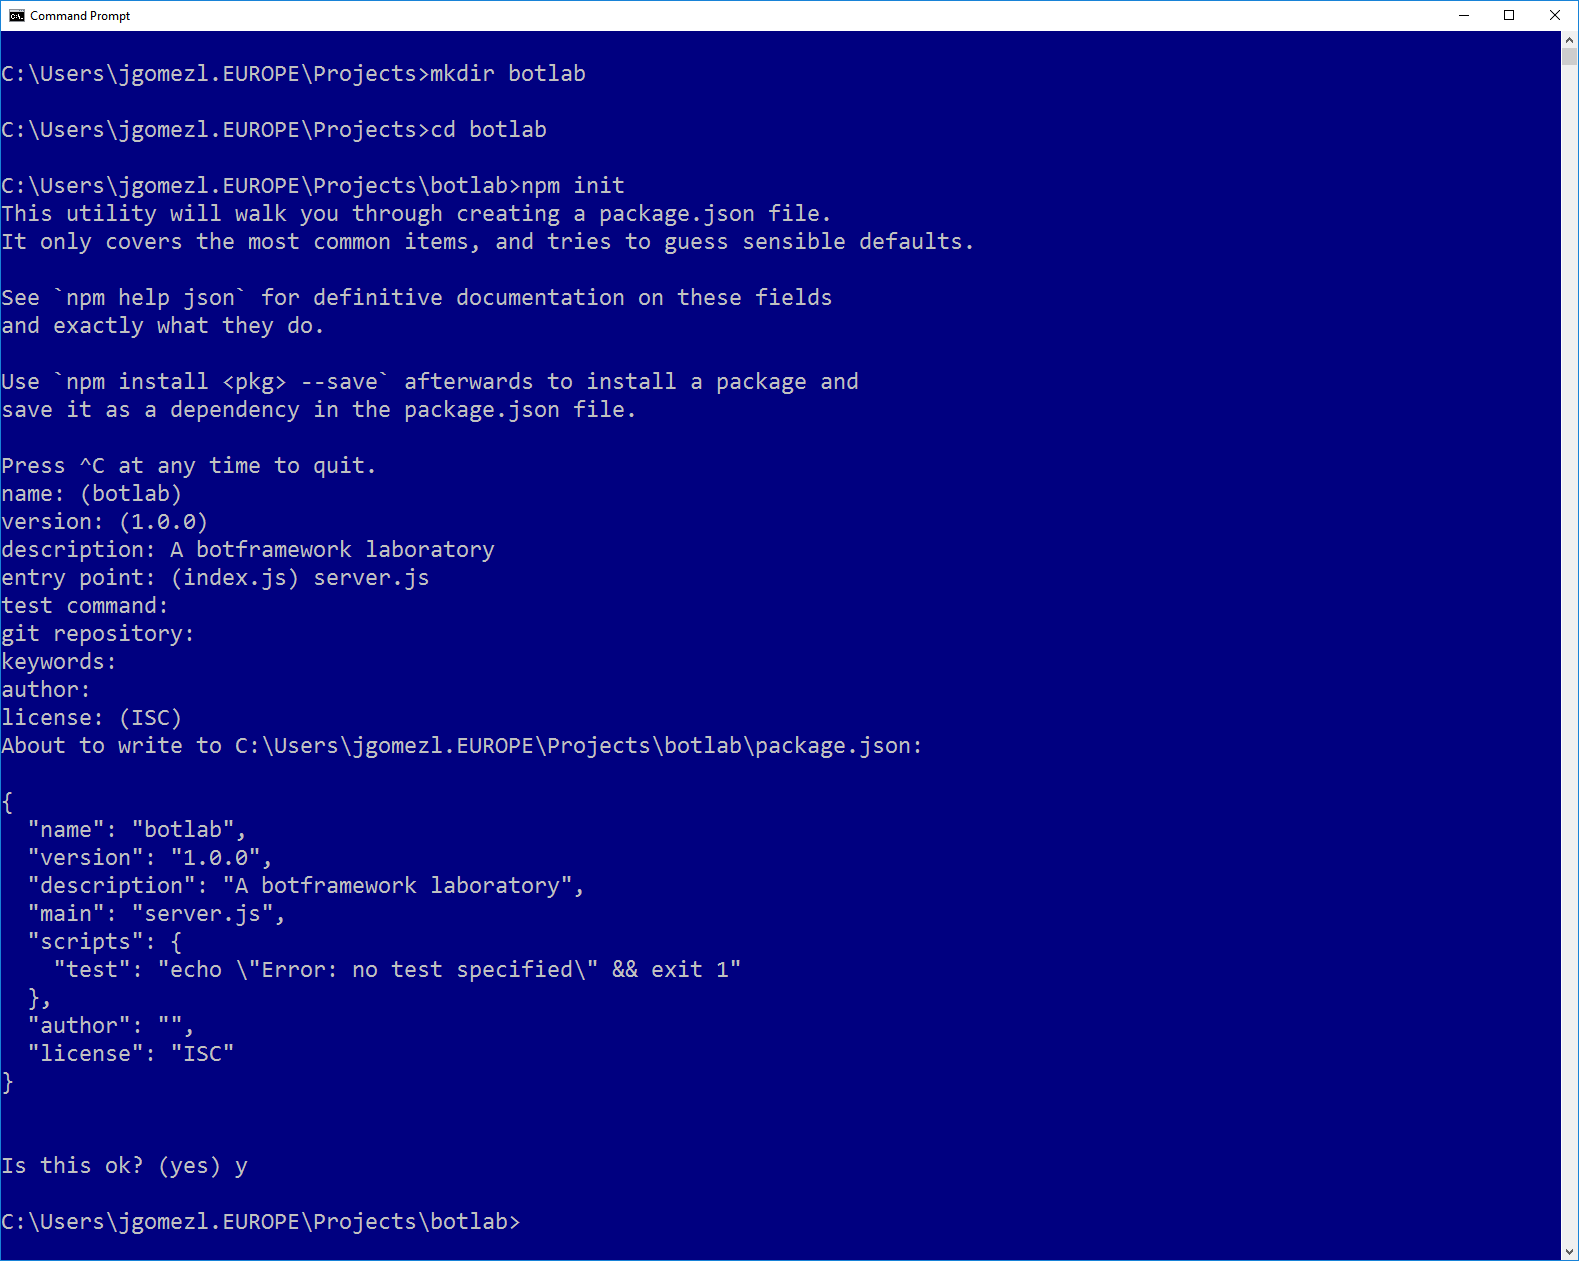 Command Prompt
C:\Users\jgomezl.EUROPE\Projects>mkdir botlab
C:\Users\jgomezl.EUROPE\Projects>cd botlab
C:\Users\jgomezl.EUROPE\Projects\botlab>npm init
This utility will walk you through creating a package.json file.
It only covers the most common items, and tries to guess sensible defaults.
See `npm help json` for definitive documentation on these fields
and exactly what they do.
Use `npm install <pkg> --save` afterwards to install a package and
save it as a dependency in the package.json file.
Press ^C at any time to quit.
name: (botlab)
version: (1.0.0)
description: A botframework laboratory
entry point: (index.js) server.js
test command:
git repository:
keywords:
author:
license: (ISC)
About to write to C:\Users\jgomezl.EUROPE\Projects\botlab\package.json:
{
  "name": "botlab",
  "version": "1.0.0",
  "description": "A botframework laboratory",
  "main": "server.js",
  "scripts": {
    "test": "echo \"Error: no test specified\" && exit 1"
  },
  "author": "",
  "license": "ISC"
}
Is this ok? (yes) y
C:\Users\jgomezl.EUROPE\Projects\botlab>